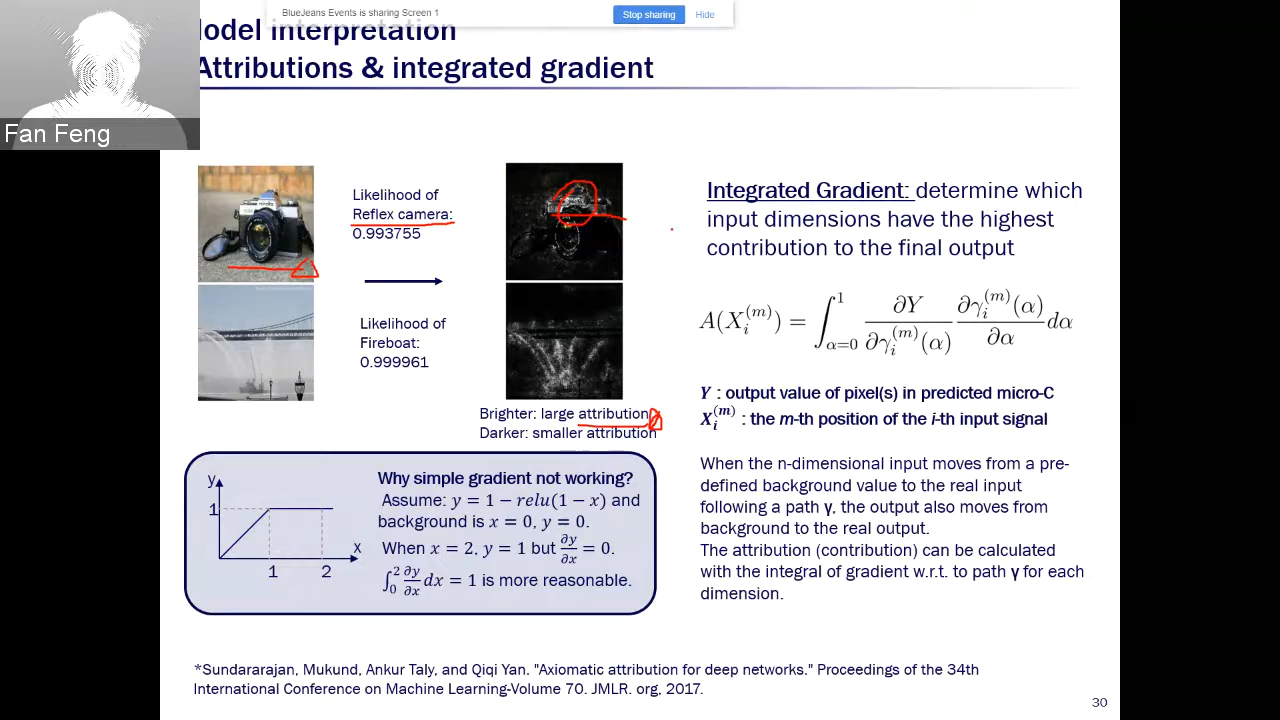 BlueJeans Events is sharing Screen 1
Stop sharing
Hide
odel interpretation
Attributions & integrated gradient
Fan Feng
Likelihood of
Reflex camera:
0.993755
Likelihood of
Fireboat:
0.999961
Brighter: large attribution
Darker: smaller attribution
Integrated Gradient: determine which
input dimensions have the highest
contribution to the final output
A(X_i^{(m)}) = ∫_{α=0}^{1} ∂Y/∂γ_i^{(m)}(α) ∂γ_i^{(m)}(α)/∂α dα
Y : output value of pixel(s) in predicted micro-C
X_i^{(m)} : the m-th position of the i-th input signal
When the n-dimensional input moves from a pre-
defined background value to the real input
following a path γ, the output also moves from
background to the real output.
The attribution (contribution) can be calculated
with the integral of gradient w.r.t. to path γ for each
dimension.
y
1
x
1
2
Why simple gradient not working?
Assume: y = 1 − relu(1 − x) and
background is x = 0, y = 0.
When x = 2, y = 1 but ∂y/∂x = 0.
∫_0^2 ∂y/∂x dx = 1 is more reasonable.
*Sundararajan, Mukund, Ankur Taly, and Qiqi Yan. "Axiomatic attribution for deep networks." Proceedings of the 34th
International Conference on Machine Learning-Volume 70. JMLR. org, 2017.
30